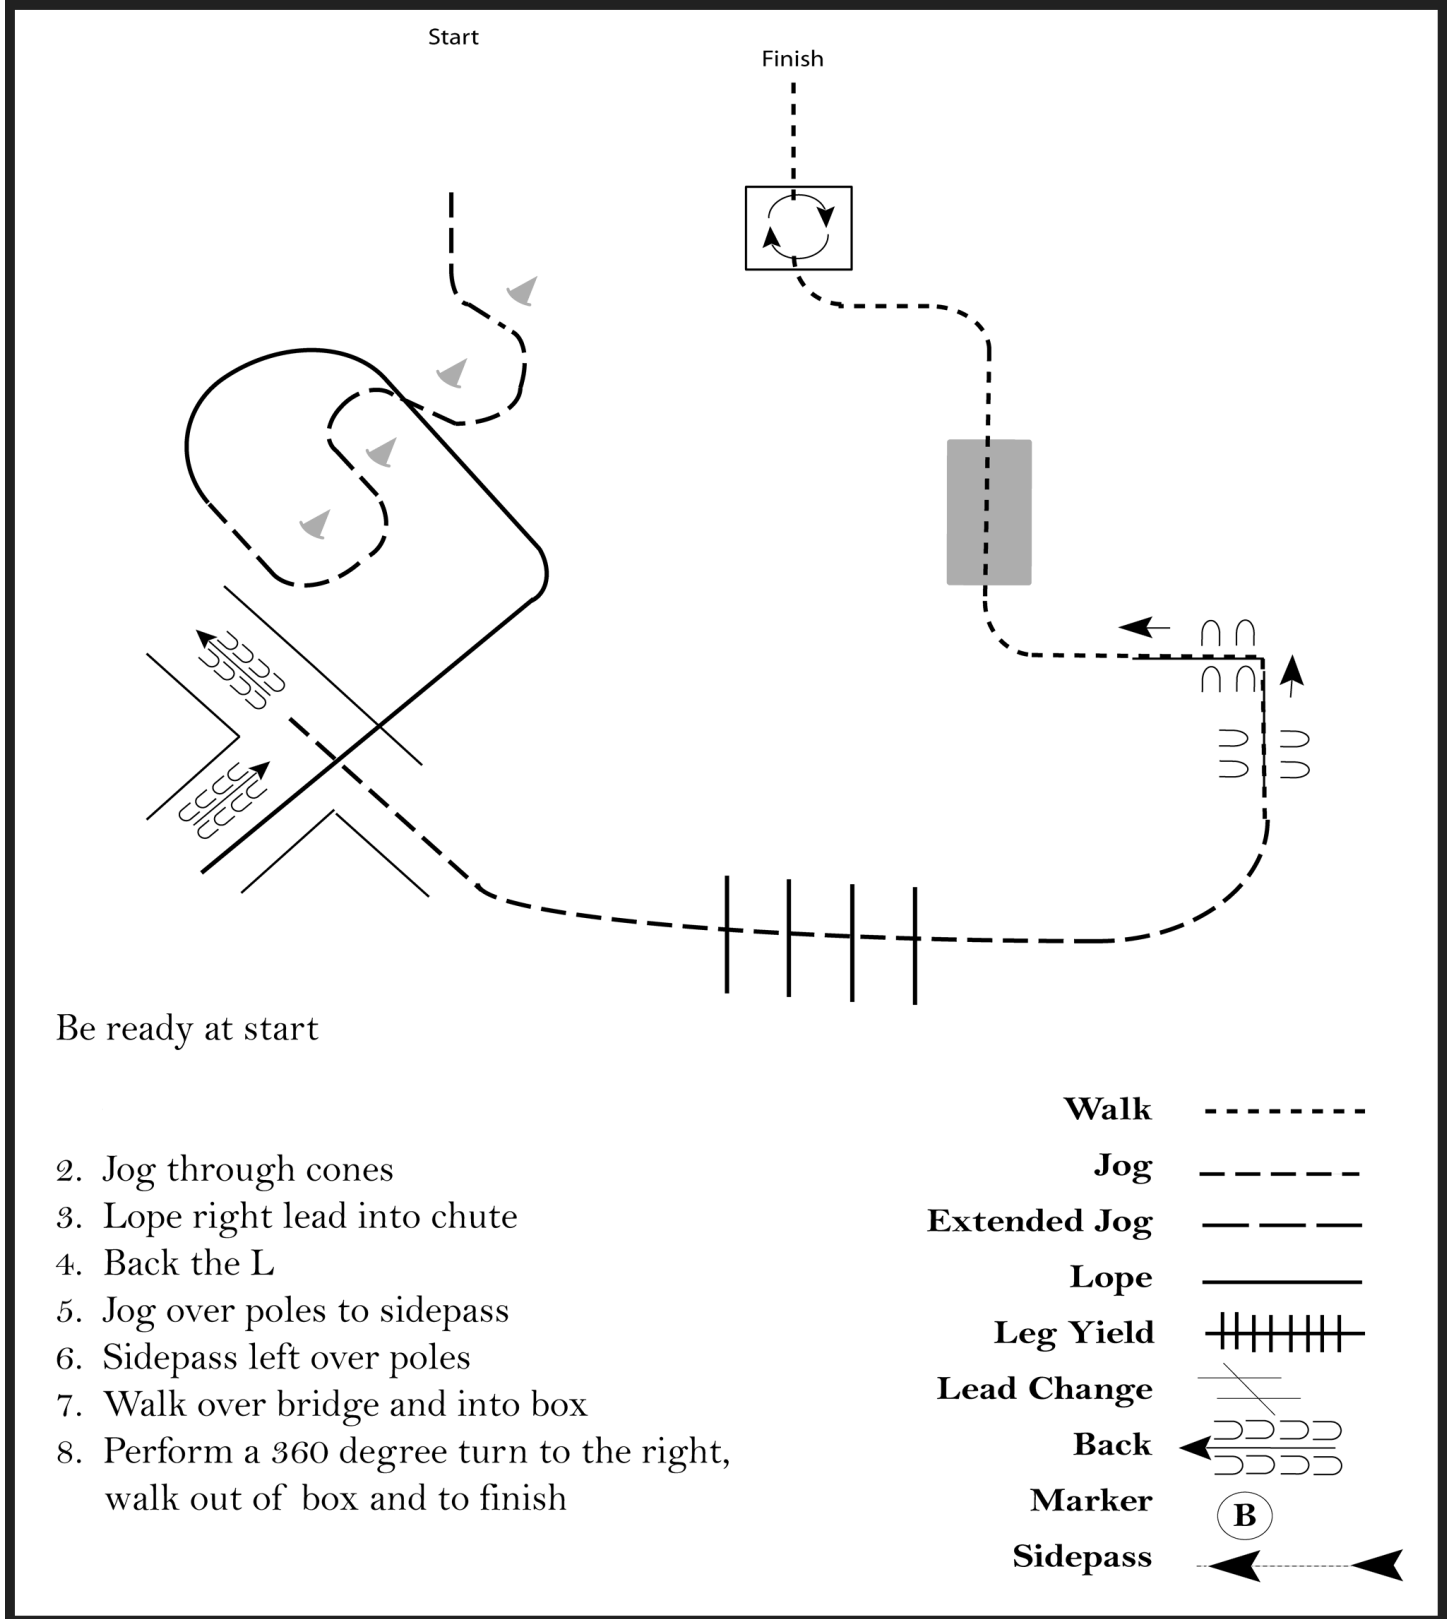 Start
Finish
Be ready at start
2. Jog through cones
3. Lope right lead into chute
4. Back the L
5. Jog over poles to sidepass
6. Sidepass left over poles
7. Walk over bridge and into box
8. Perform a 360 degree turn to the right,
walk out of box and to finish
Walk
Jog
Extended Jog
Lope
Leg Yield
Lead Change
Back
Marker B
Sidepass